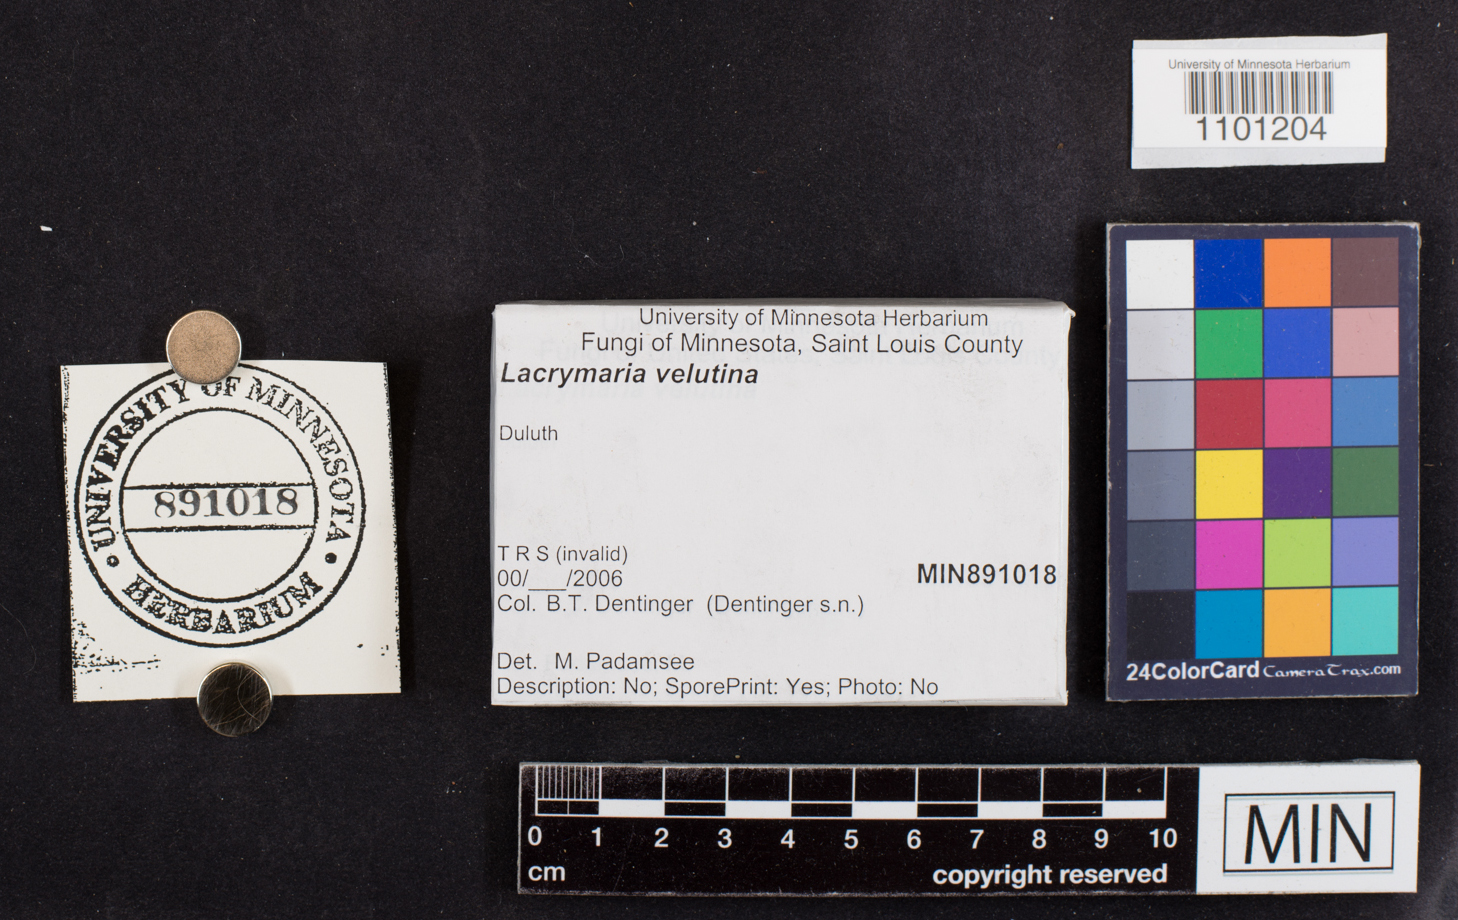 University of Minnesota Herbarium
1101204
UNIVERSITY OF MINNESOTA
891018
HERBARIUM
University of Minnesota Herbarium
Fungi of Minnesota, Saint Louis County
Lacrymaria velutina
Duluth
T R S (invalid)
00/___/2006
MIN891018
Col. B.T. Dentinger (Dentinger s.n.)
Det. M. Padamsee
Description: No; SporePrint: Yes; Photo: No
24ColorCard CameraTrax.com
0 1 2 3 4 5 6 7 8 9 10
cm
copyright reserved
MIN